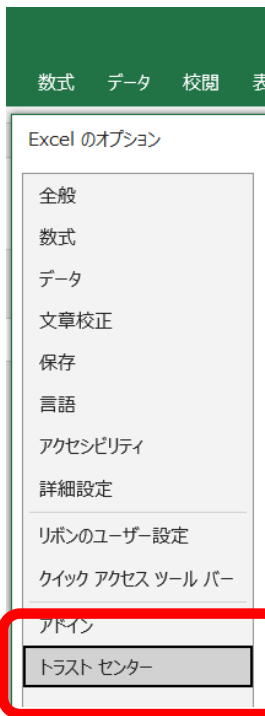 数式 データ 校閲 表
Excel のオプション
全般
数式
データ
文章校正
保存
言語
アクセシビリティ
詳細設定
リボンのユーザー設定
クイック アクセス ツール バー
アドイン
トラスト センター